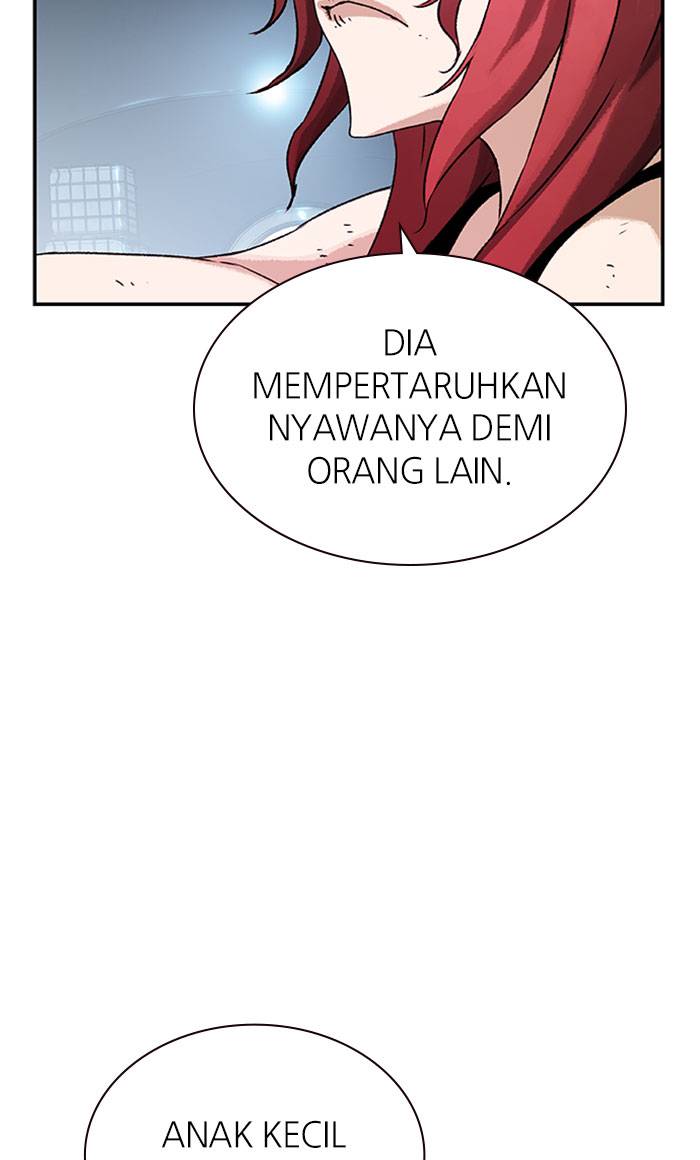 DIA
MEMPERTARUHKAN
NYAWANYA DEMI
ORANG LAIN.
ANAK KECIL